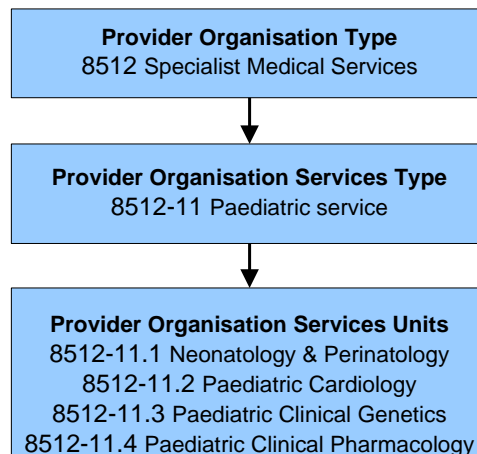 Provider Organisation Type
8512 Specialist Medical Services
Provider Organisation Services Type
8512-11 Paediatric service
Provider Organisation Services Units
8512-11.1 Neonatology & Perinatology
8512-11.2 Paediatric Cardiology
8512-11.3 Paediatric Clinical Genetics
8512-11.4 Paediatric Clinical Pharmacology